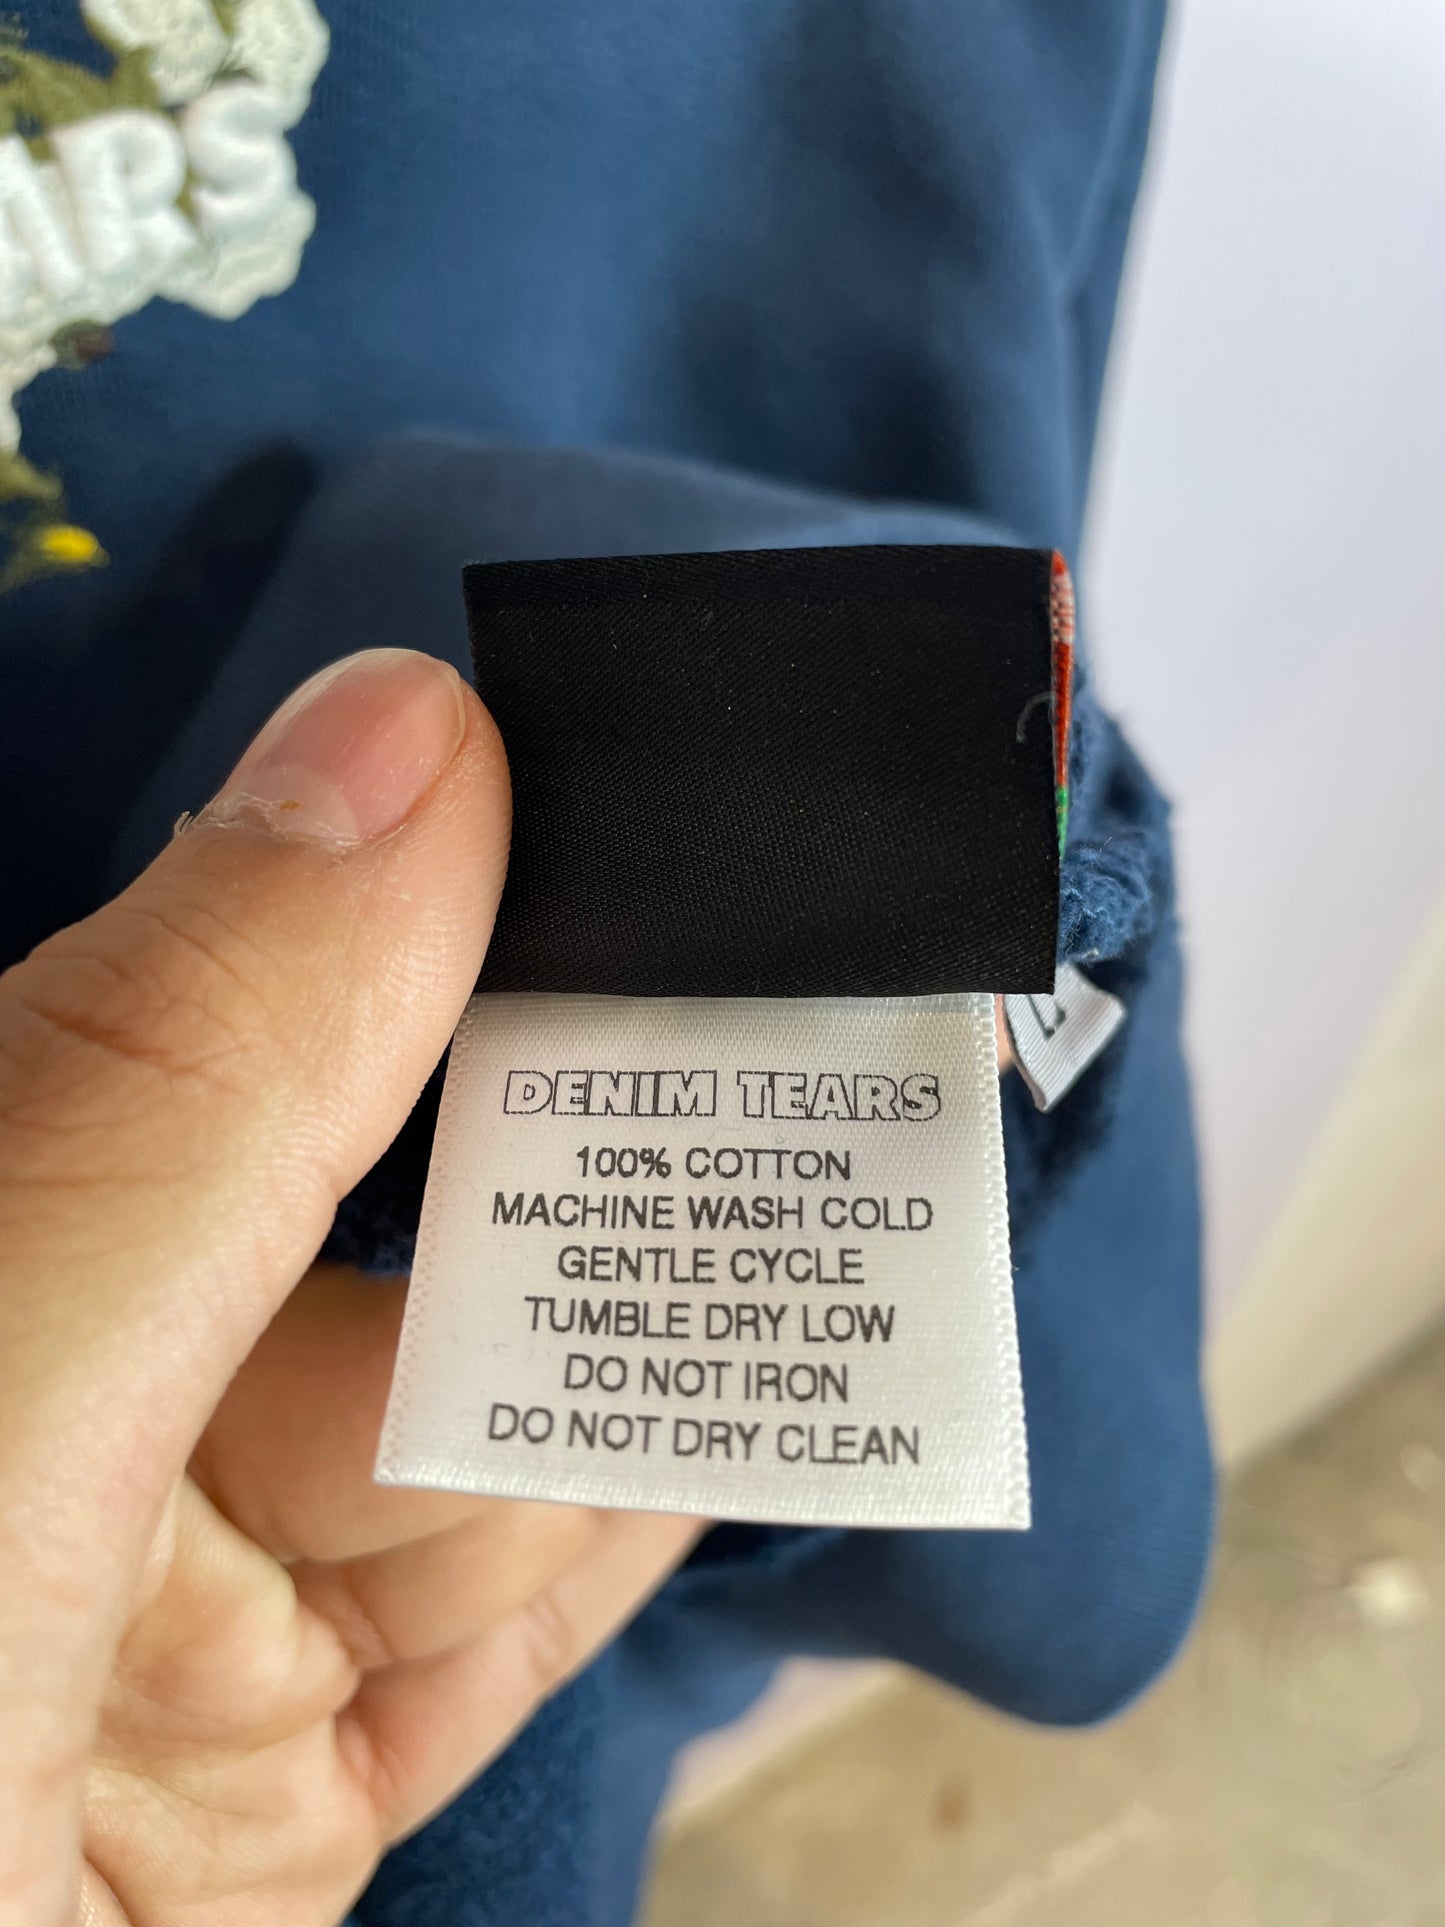 ARS
DENIM TEARS
100% COTTON
MACHINE WASH COLD
GENTLE CYCLE
TUMBLE DRY LOW
DO NOT IRON
DO NOT DRY CLEAN